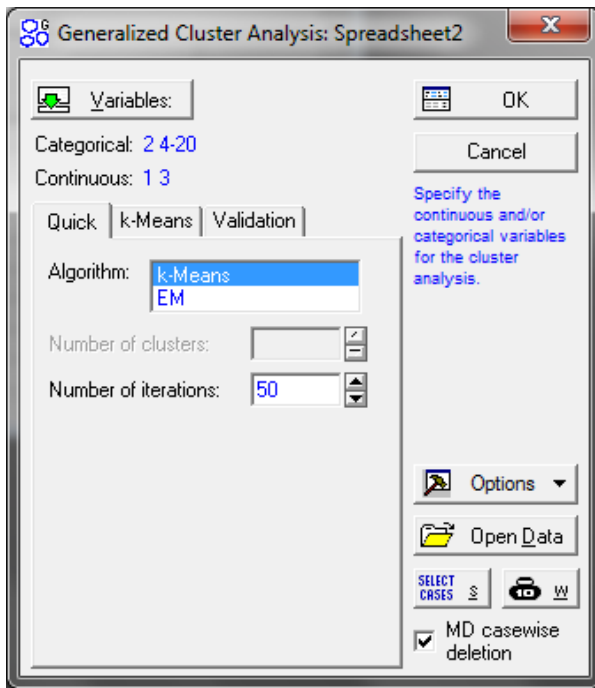 Generalized Cluster Analysis: Spreadsheet2
Variables:
Categorical: 2 4-20
Continuous: 1 3
Quick
k-Means
Validation
Algorithm:
k-Means
EM
Number of clusters:
Number of iterations:
50
OK
Cancel
Specify the
continuous and/or
categorical variables
for the cluster
analysis.
Options
Open Data
SELECT
CASES
S
W
MD casewise
deletion